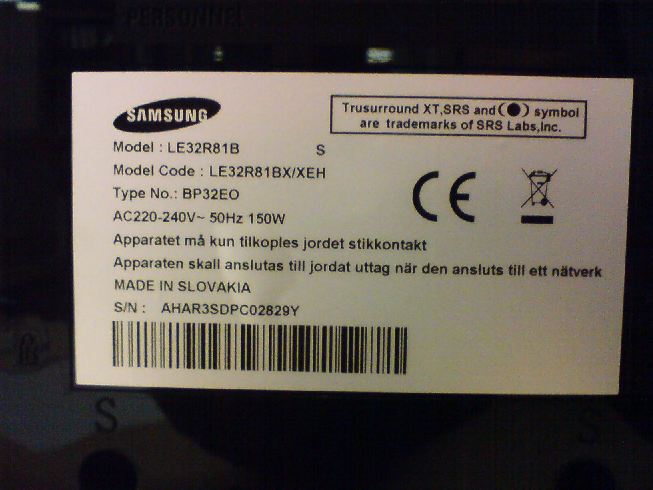 PERSONNEL
SAMSUNG
Trusurround XT,SRS and (●) symbol
are trademarks of SRS Labs,Inc.
Model : LE32R81B S
Model Code : LE32R81BX/XEH
Type No.: BP32EO
AC220-240V~ 50Hz 150W
CE
Apparatet må kun tilkoples jordet stikkontakt
Apparaten skall anslutas till jordat uttag när den ansluts till ett nätverk
MADE IN SLOVAKIA
S/N : AHAR3SDPC02829Y
S
S